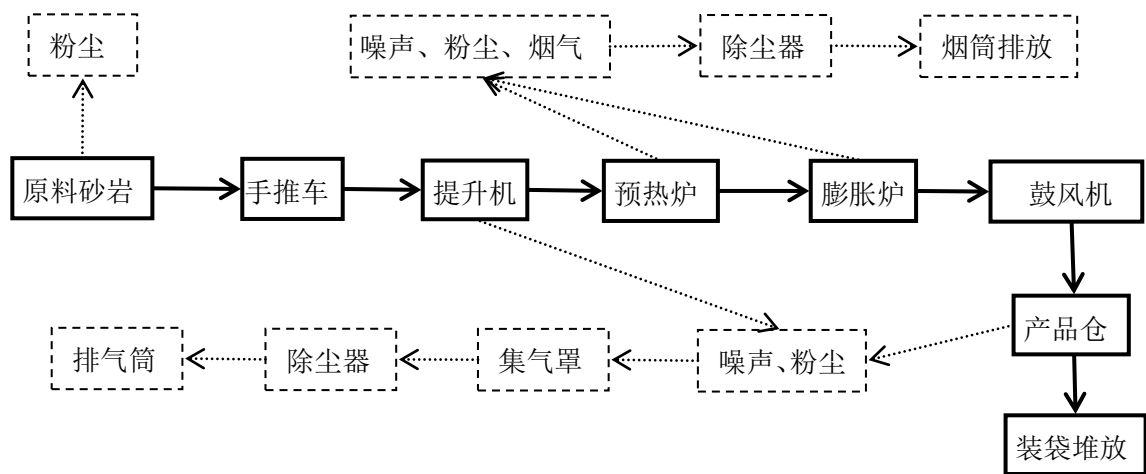 粉尘
噪声、粉尘、烟气
除尘器
烟筒排放
原料砂岩
手推车
提升机
预热炉
膨胀炉
鼓风机
产品仓
排气筒
除尘器
集气罩
噪声、粉尘
装袋堆放